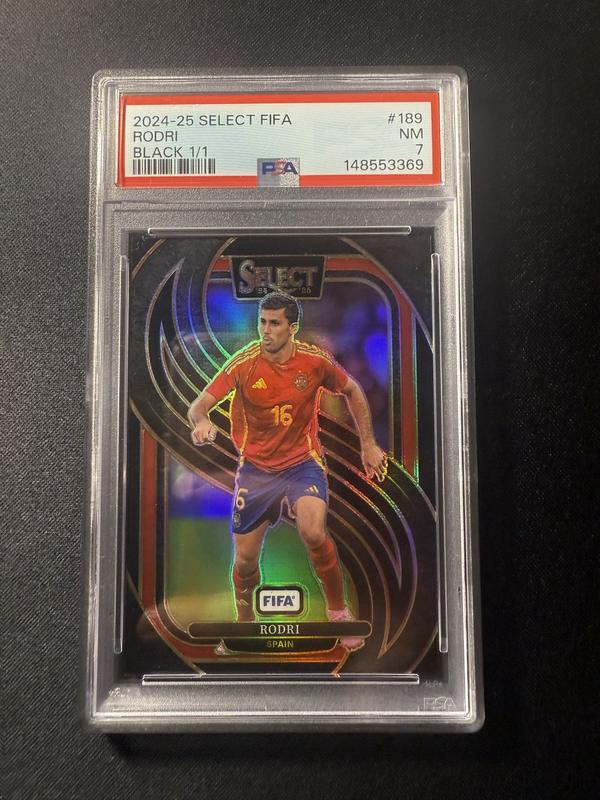 2024-25 SELECT FIFA #189
RODRI NM
BLACK 1/1 7
PSA 148553369
SELECT
16
6
FIFA
RODRI
SPAIN
PSA